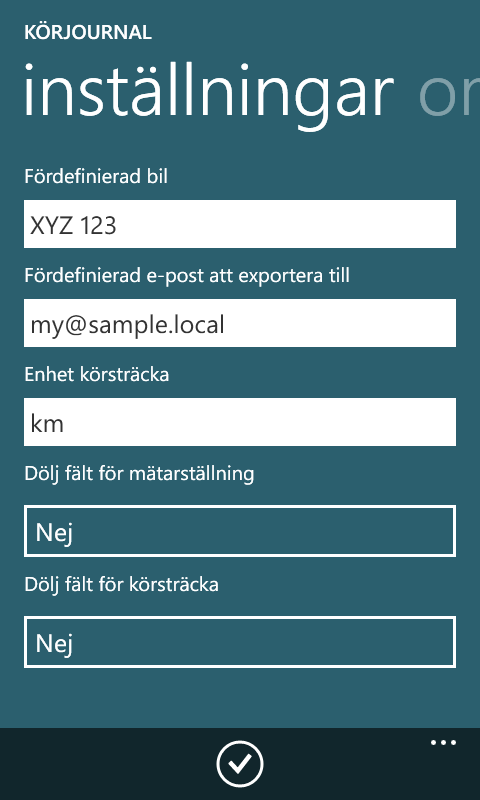 KÖRJOURNAL
inställningar
Fördefinierad bil
XYZ 123
Fördefinierad e-post att exportera till
my@sample.local
Enhet körsträcka
km
Dölj fält för mätarställning
Nej
Dölj fält för körsträcka
Nej